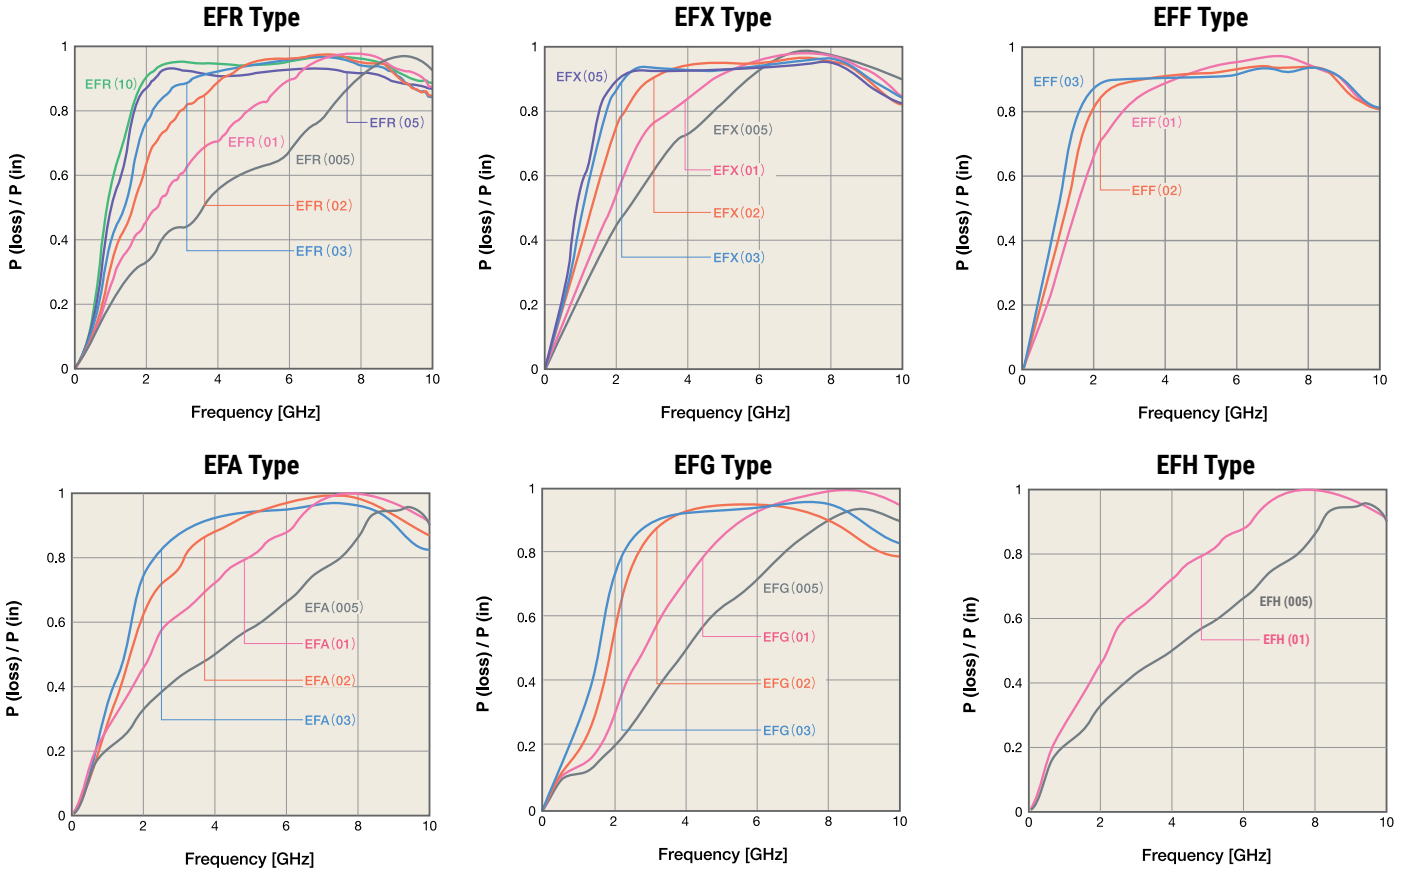 EFR Type
EFX Type
EFF Type
P (loss) / P (in)
1
0.8
0.6
0.4
0.2
0
0 2 4 6 8 10
Frequency [GHz]
EFR(10)
EFR(05)
EFR(01)
EFR(005)
EFR(02)
EFR(03)
P (loss) / P (in)
1
0.8
0.6
0.4
0.2
0
0 2 4 6 8 10
Frequency [GHz]
EFX(05)
EFX(005)
EFX(01)
EFX(02)
EFX(03)
P (loss) / P (in)
1
0.8
0.6
0.4
0.2
0
0 2 4 6 8 10
Frequency [GHz]
EFF(03)
EFF(01)
EFF(02)
EFA Type
EFG Type
EFH Type
P (loss) / P (in)
1
0.8
0.6
0.4
0.2
0
0 2 4 6 8 10
Frequency [GHz]
EFA(005)
EFA(01)
EFA(02)
EFA(03)
P (loss) / P (in)
1
0.8
0.6
0.4
0.2
0
0 2 4 6 8 10
Frequency [GHz]
EFG(005)
EFG(01)
EFG(02)
EFG(03)
P (loss) / P (in)
1
0.8
0.6
0.4
0.2
0
0 2 4 6 8 10
Frequency [GHz]
EFH (005)
EFH (01)